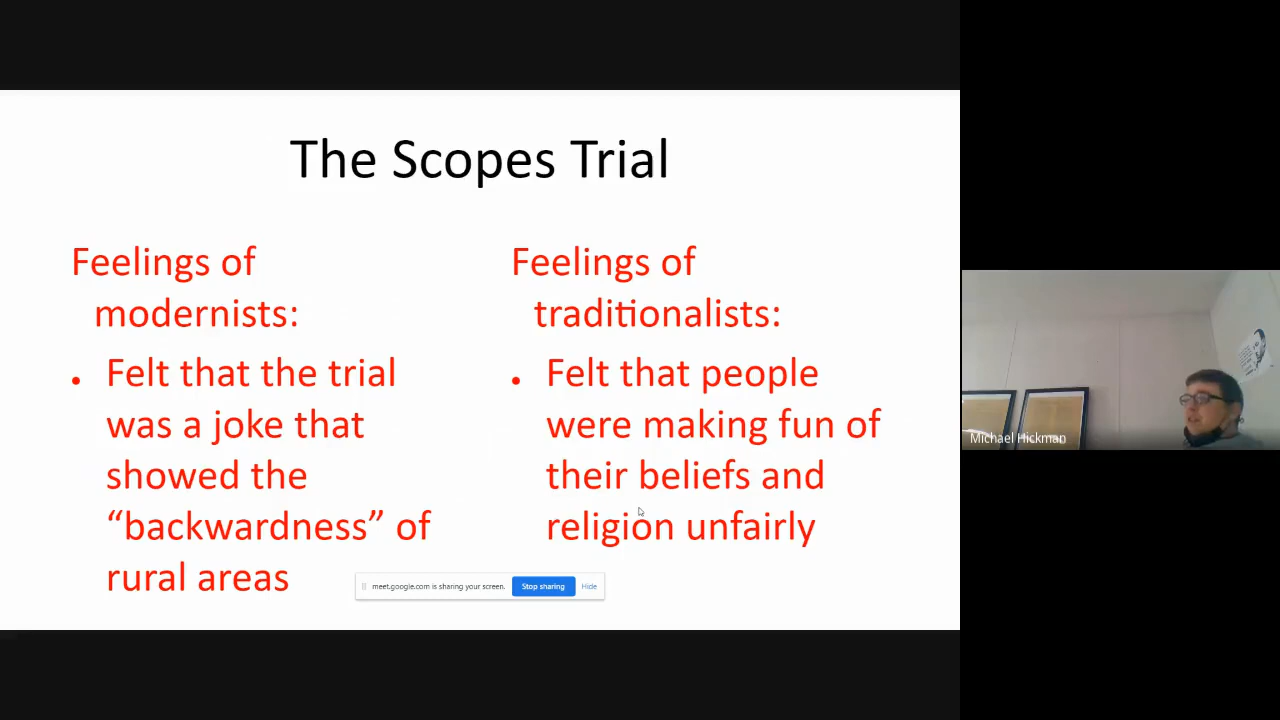 The Scopes Trial
Feelings of
modernists:
• Felt that the trial
was a joke that
showed the
“backwardness” of
rural areas
Feelings of
traditionalists:
• Felt that people
were making fun of
their beliefs and
religion unfairly
meet.google.com is sharing your screen. Stop sharing Hide
Michael Hickman